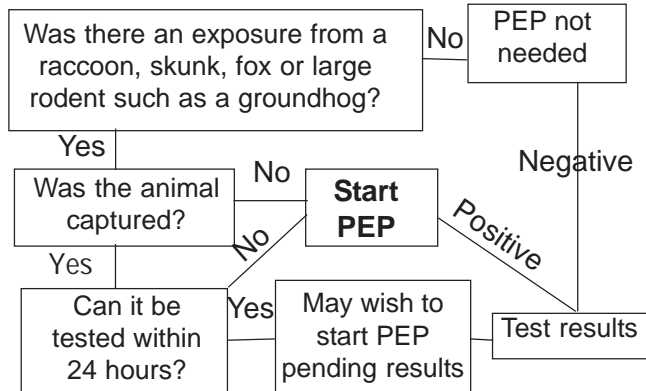 Was there an exposure from a
raccoon, skunk, fox or large
rodent such as a groundhog?
No
PEP not
needed
Yes
Negative
Was the animal
captured?
No
Start
PEP
Positive
No
Yes
Can it be
tested within
24 hours?
Yes
May wish to
start PEP
pending results
Test results